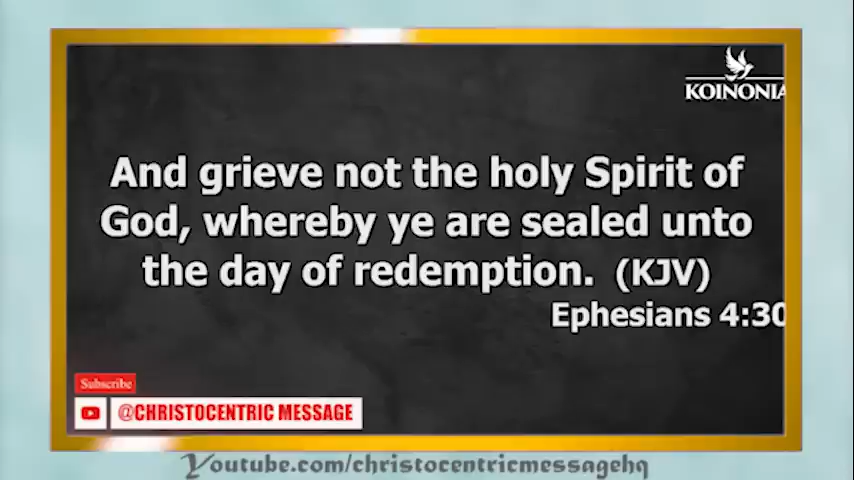 KOINONIA
And grieve not the holy Spirit of
God, whereby ye are sealed unto
the day of redemption. (KJV)
Ephesians 4:30
Subscribe
@CHRISTOCENTRIC MESSAGE
Youtube.com/christocentricmessagehq